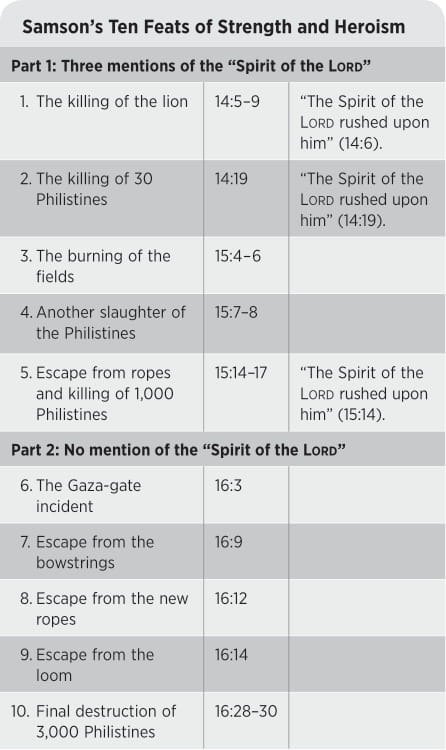 Samson's Ten Feats of Strength and Heroism
Part 1: Three mentions of the “Spirit of the LORD”
1. The killing of the lion 14:5–9 “The Spirit of the
LORD rushed upon
him” (14:6).
2. The killing of 30 14:19 “The Spirit of the
Philistines LORD rushed upon
him” (14:19).
3. The burning of the 15:4–6
fields
4. Another slaughter of 15:7–8
the Philistines
5. Escape from ropes 15:14–17 “The Spirit of the
and killing of 1,000 LORD rushed upon
Philistines him” (15:14).
Part 2: No mention of the “Spirit of the LORD”
6. The Gaza-gate 16:3
incident
7. Escape from the 16:9
bowstrings
8. Escape from the new 16:12
ropes
9. Escape from the 16:14
loom
10. Final destruction of 16:28–30
3,000 Philistines